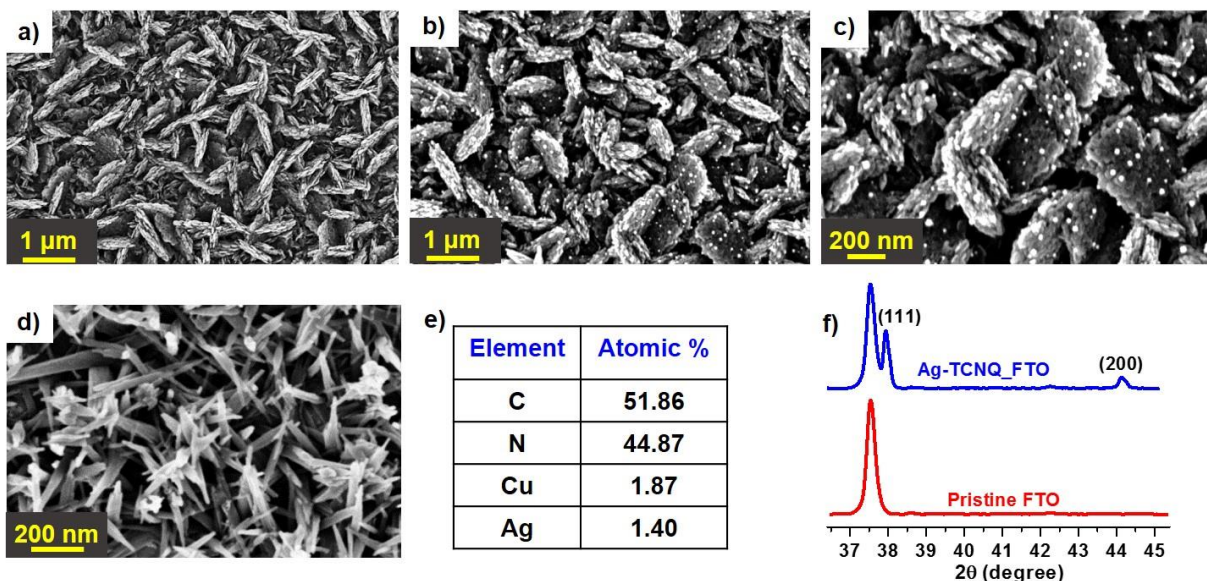 a)
1 μm
b)
1 μm
c)
200 nm
d)
200 nm
e)
Element Atomic %
C 51.86
N 44.87
Cu 1.87
Ag 1.40
f)
(111)
(200)
Ag-TCNQ_FTO
Pristine FTO
37 38 39 40 41 42 43 44 45
2θ (degree)